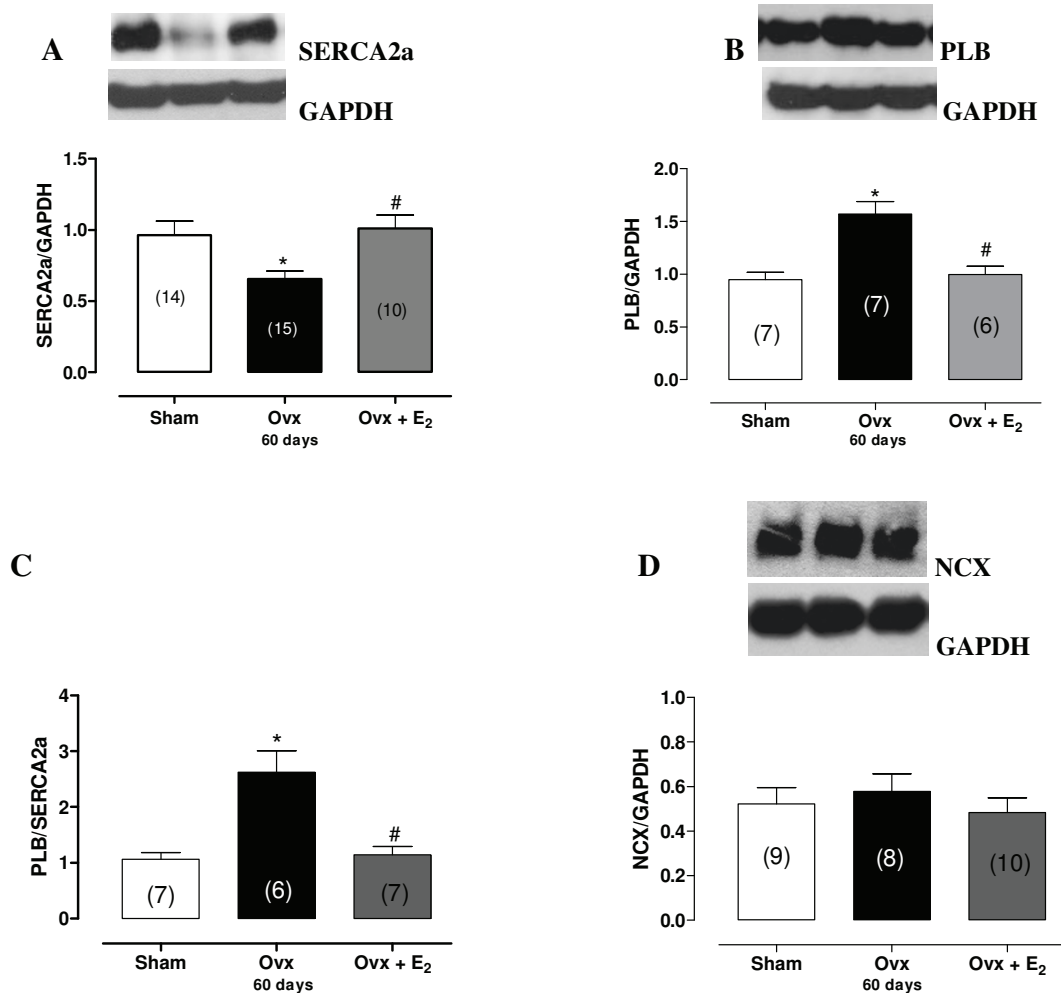 A
SERCA2a
GAPDH
SERCA2a/GAPDH
1.5
1.0
0.5
0.0
*
#
(14)
(15)
(10)
Sham
Ovx
60 days
Ovx + E₂
B
PLB
GAPDH
PLB/GAPDH
2.0
1.5
1.0
0.5
0.0
*
#
(7)
(7)
(6)
Sham
Ovx
60 days
Ovx + E₂
C
PLB/SERCA2a
4
3
2
1
0
*
#
(7)
(6)
(7)
Sham
Ovx
60 days
Ovx + E₂
D
NCX
GAPDH
NCX/GAPDH
1.0
0.8
0.6
0.4
0.2
0.0
(9)
(8)
(10)
Sham
Ovx
60 days
Ovx + E₂